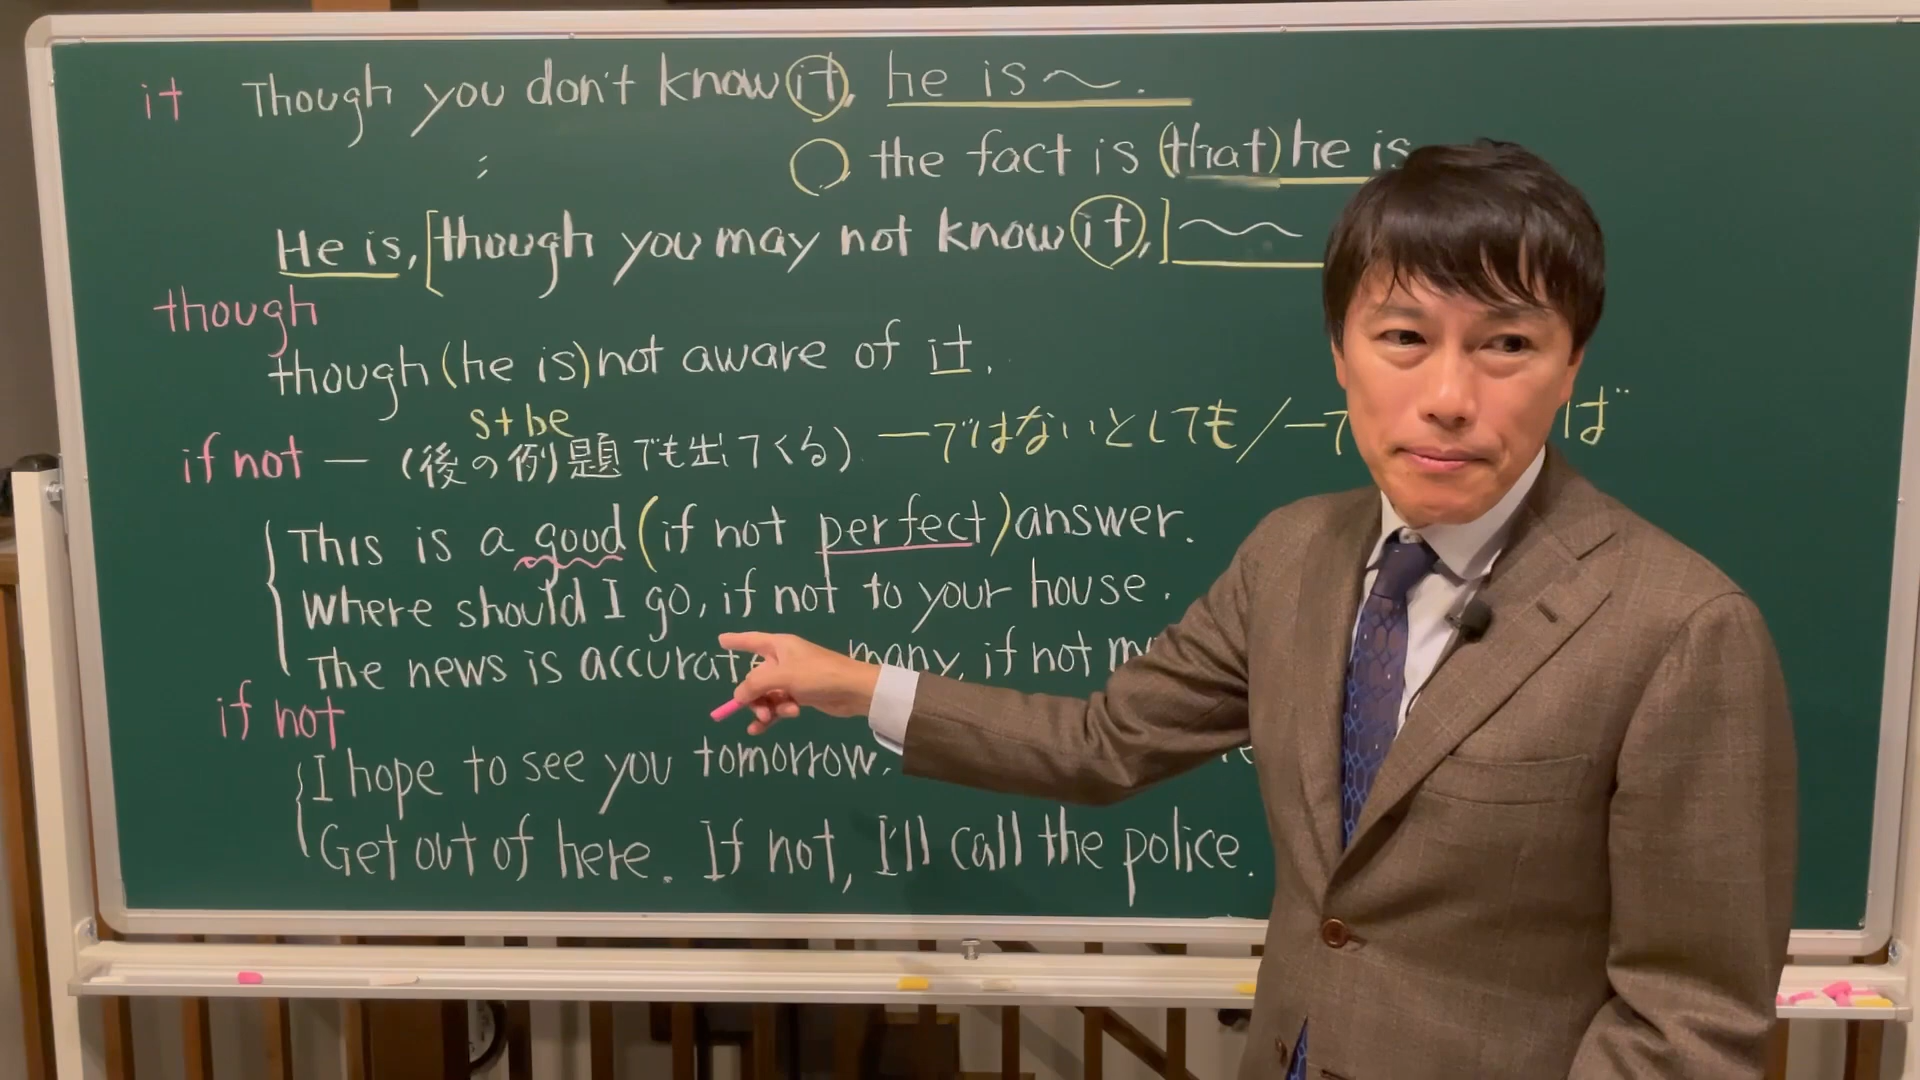 it Though you don't know it, he is ～.
〇 the fact is (that) he is
He is, [though you may not know it,] ～～
though
though (he is) not aware of it.
s+be
if not ― (後の例題でも出てくる) ―ではないとしても/―で ば
This is a good (if not perfect) answer.
Where should I go, if not to your house.
The news is accurate many, if not
if not
I hope to see you tomorrow.
Get out of here. If not, I'll call the police.